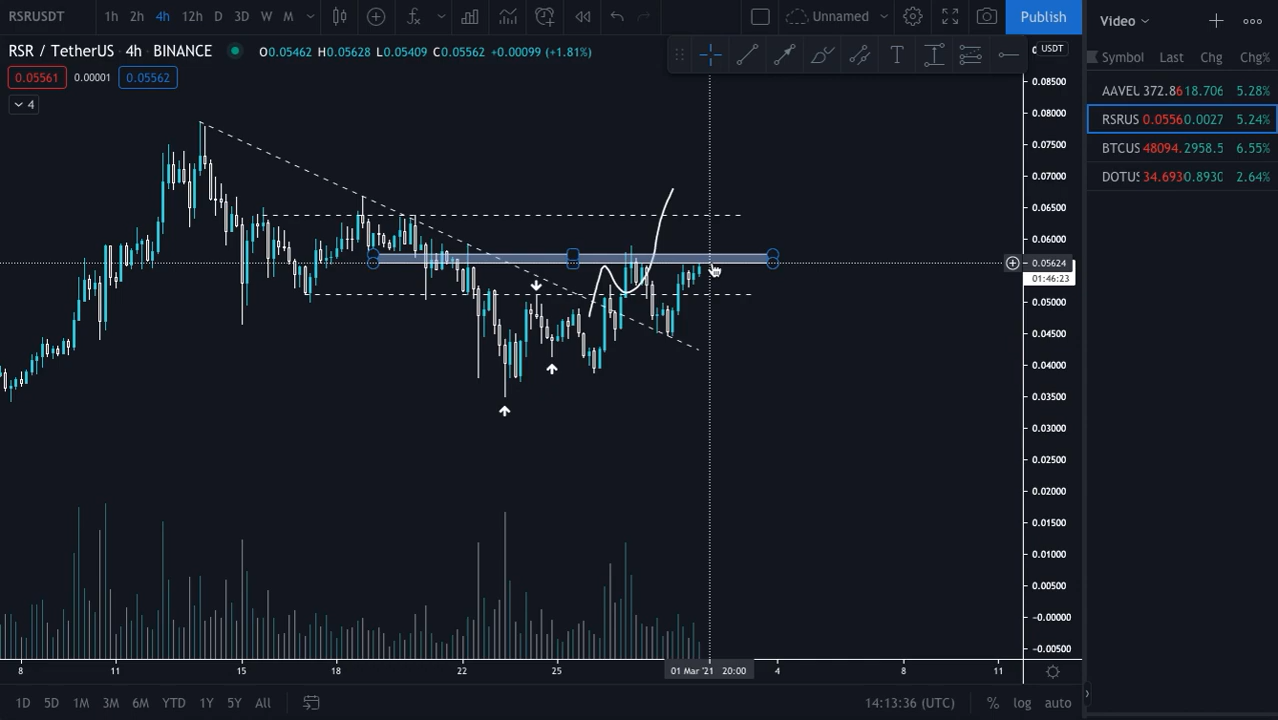 RSRUSDT 1h 2h 4h 12h D 3D W M Unnamed Publish Video
RSR / TetherUS · 4h · BINANCE O0.05462 H0.05628 L0.05409 C0.05562 +0.00099 (+1.81%) USDT
0.05561 0.00001 0.05562
4
Symbol Last Chg Chg%
AAVEU 372.86 18.706 5.28%
RSRUS 0.0556 0.0027 5.24%
BTCUS 48094. 2958.5 6.55%
DOTUS 34.693 0.8930 2.64%
0.08500
0.08000
0.07500
0.07000
0.06500
0.06000
0.05624
01:46:23
0.05000
0.04500
0.04000
0.03500
0.03000
0.02500
0.02000
0.01500
0.01000
0.00500
-0.00000
-0.00500
8 11 15 18 22 25 01 Mar '21 20:00 4 8 11
1D 5D 1M 3M 6M YTD 1Y 5Y All 14:13:36 (UTC) % log auto